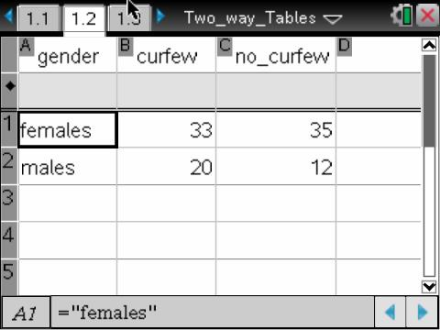 1.1 1.2 1.3 Two_way_Tables
A gender B curfew C no_curfew D
1 females 33 35
2 males 20 12
3
4
5
A1 ="females"